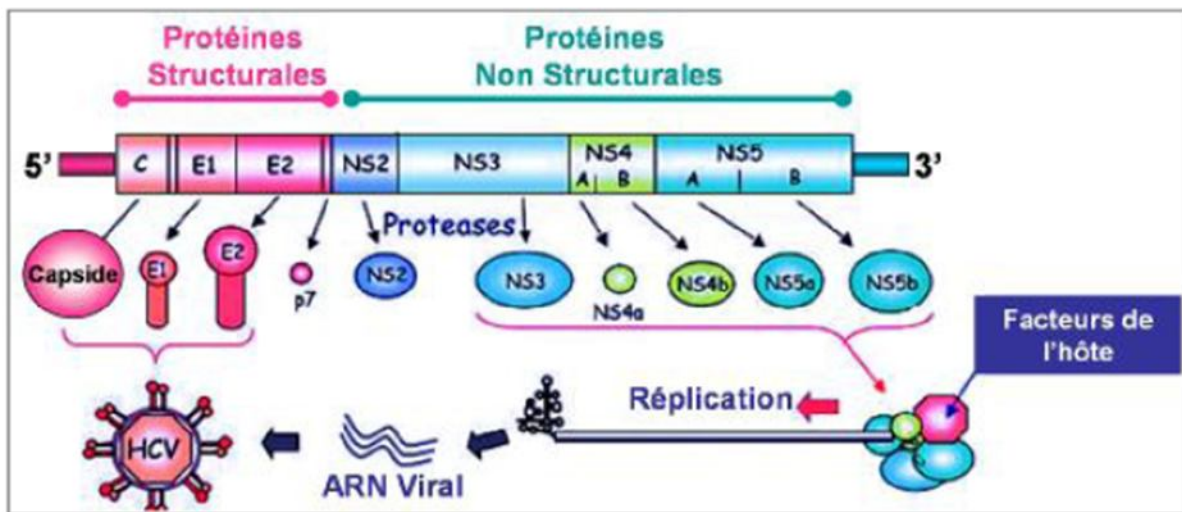 Protéines
Structurales
Protéines
Non Structurales
5'
C
E1
E2
NS2
NS3
NS4
A
B
NS5
A
B
3'
Proteases
Capside
E1
E2
p7
NS2
NS3
NS4a
NS4b
NS5a
NS5b
Facteurs de
l'hôte
Réplication
HCV
ARN Viral